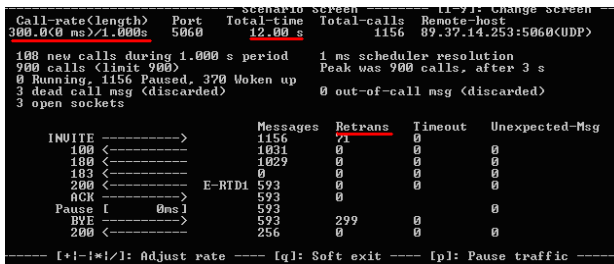 ------ Scenario Screen ------ [1-9]: Change Screen --
Call-rate(length) Port Total-time Total-calls Remote-host
300.0(0 ms)/1.000s 5060 12.00 s 1156 89.37.14.253:5060(UDP)
108 new calls during 1.000 s period 1 ms scheduler resolution
900 calls (limit 900) Peak was 900 calls, after 3 s
0 Running, 1156 Paused, 370 Woken up
3 dead call msg (discarded) 0 out-of-call msg (discarded)
3 open sockets
Messages Retrans Timeout Unexpected-Msg
INVITE ----------> 1156 71 0
100 <---------- 1031 0 0 0
180 <---------- 1029 0 0 0
183 <---------- 0 0 0 0
200 <---------- E-RTD1 593 0 0 0
ACK ----------> 593 0
Pause [ 0ms] 593 0
BYE ----------> 593 299 0
200 <---------- 256 0 0 0
------ [+|-|*|/]: Adjust rate ---- [q]: Soft exit ---- [p]: Pause traffic -----